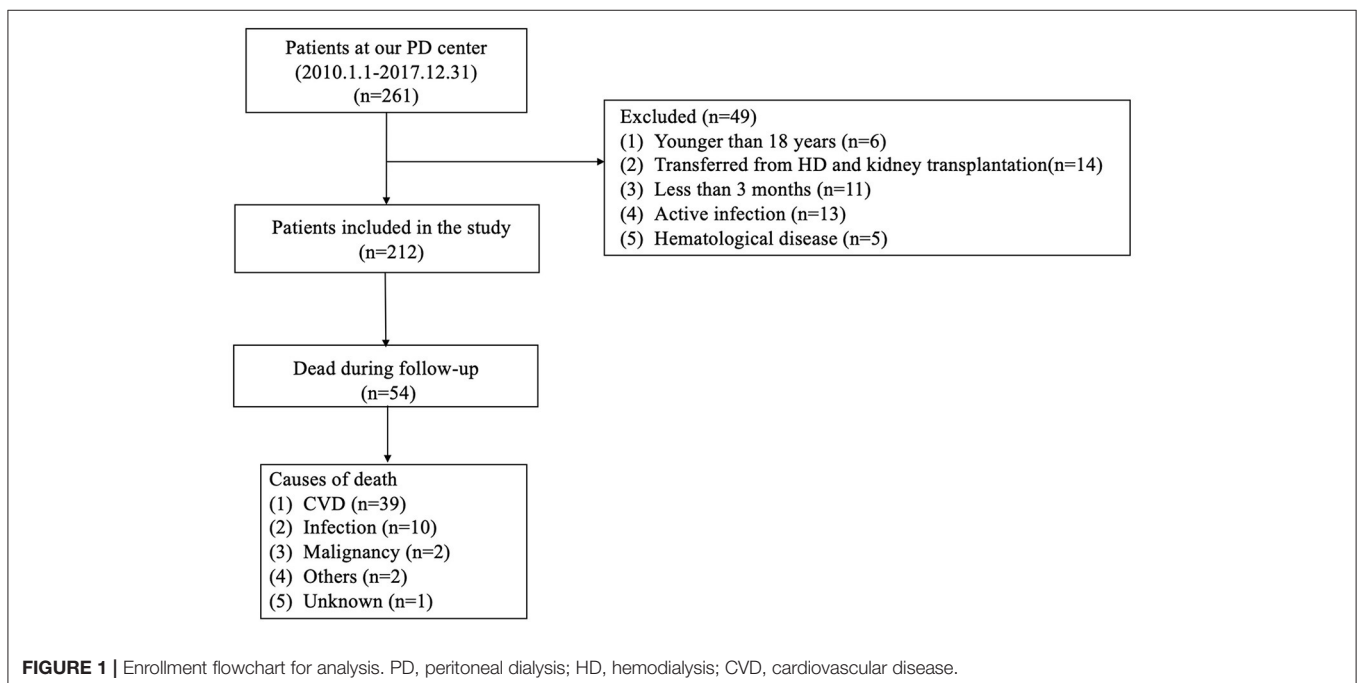 Patients at our PD center
(2010.1.1-2017.12.31)
(n=261)
Excluded (n=49)
(1) Younger than 18 years (n=6)
(2) Transferred from HD and kidney transplantation(n=14)
(3) Less than 3 months (n=11)
(4) Active infection (n=13)
(5) Hematological disease (n=5)
Patients included in the study
(n=212)
Dead during follow-up
(n=54)
Causes of death
(1) CVD (n=39)
(2) Infection (n=10)
(3) Malignancy (n=2)
(4) Others (n=2)
(5) Unknown (n=1)
FIGURE 1 | Enrollment flowchart for analysis. PD, peritoneal dialysis; HD, hemodialysis; CVD, cardiovascular disease.